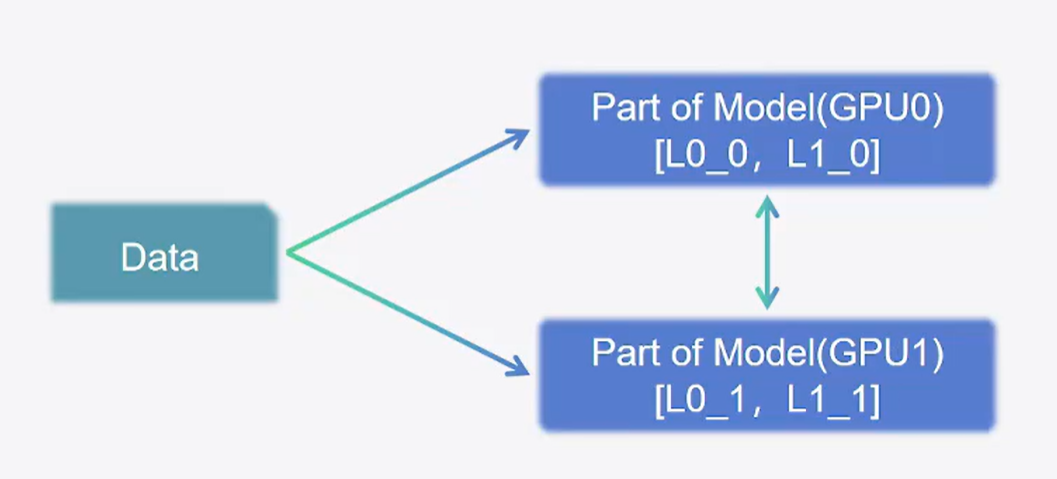 Data
Part of Model(GPU0)
[L0_0，L1_0]
Part of Model(GPU1)
[L0_1，L1_1]